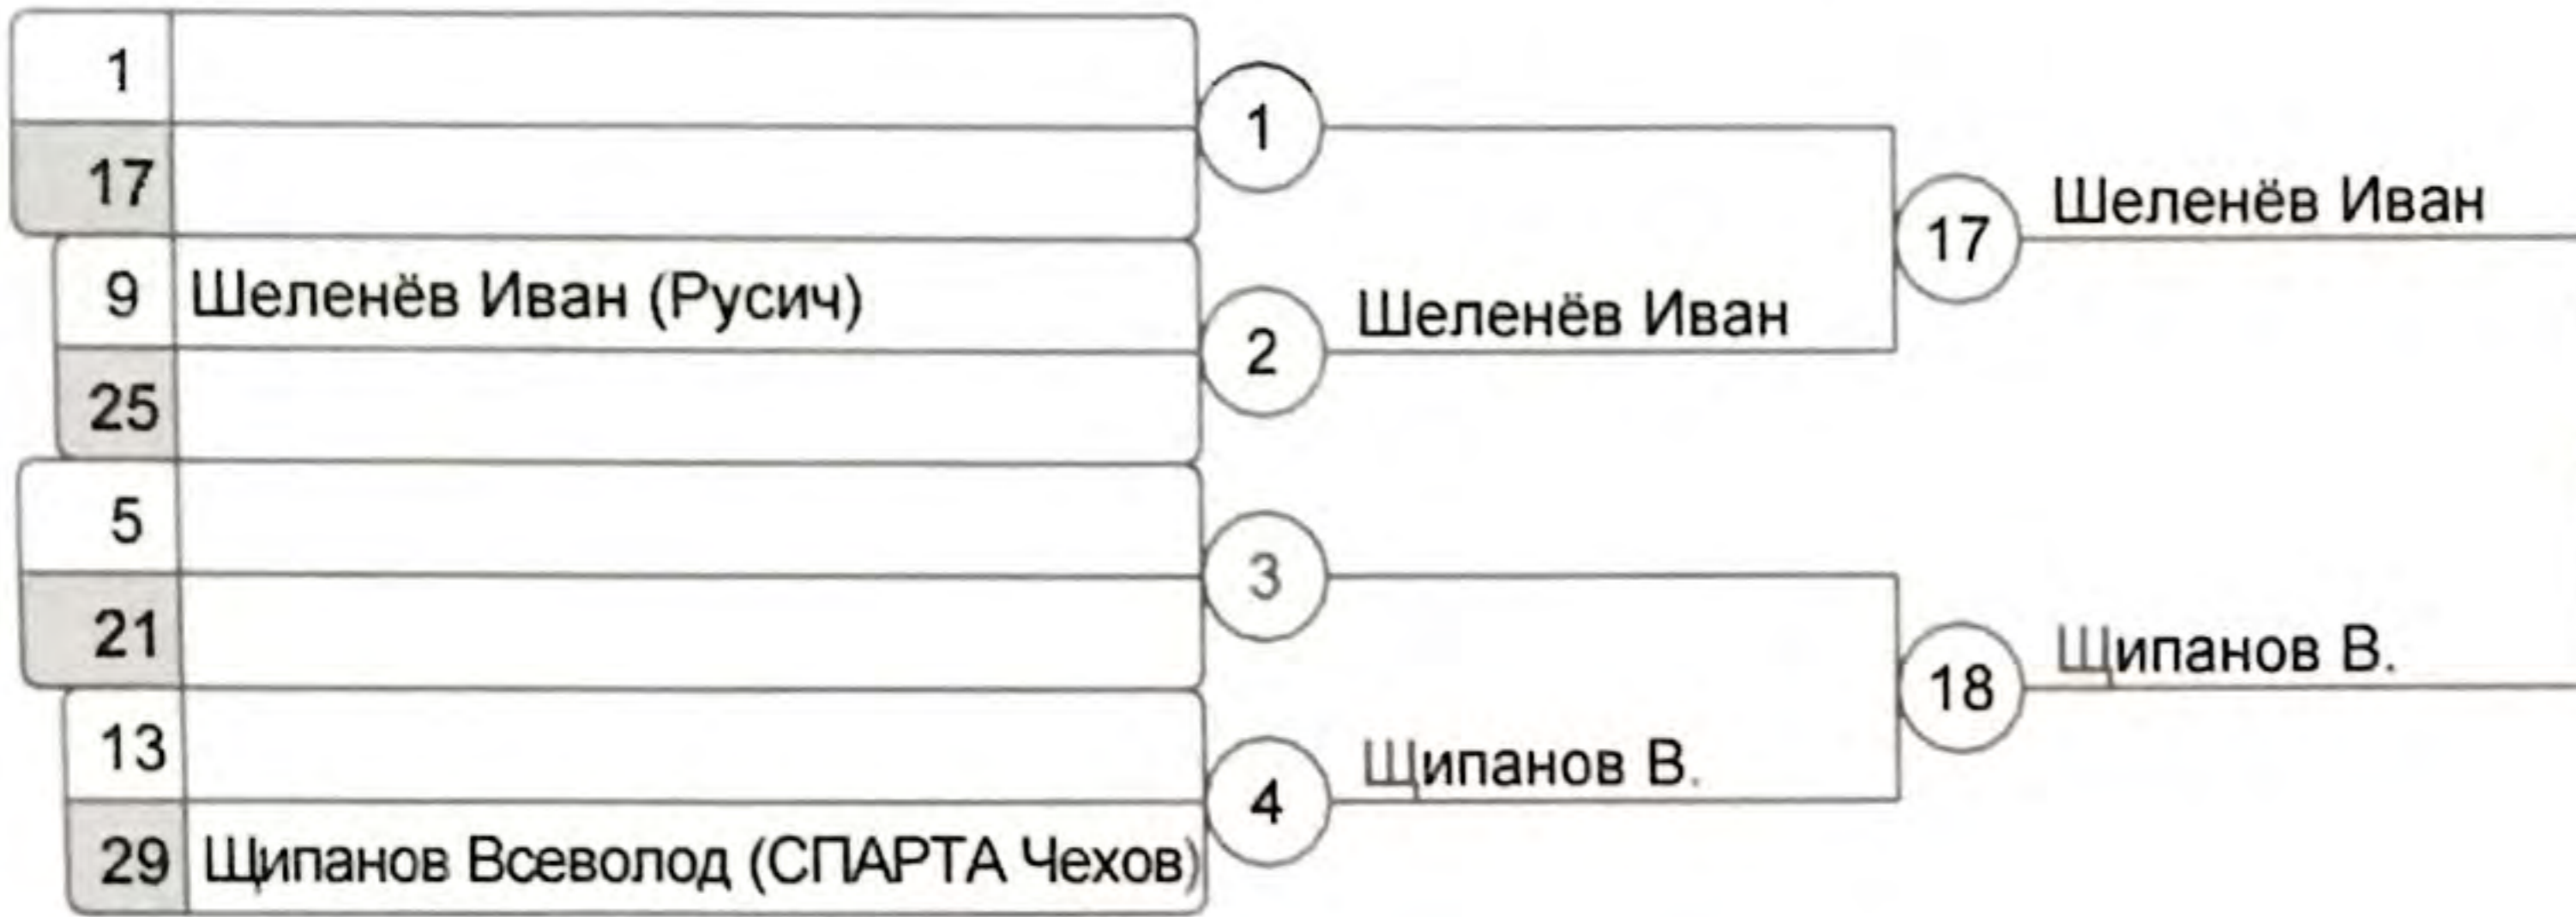 1
17
1
9 Шеленёв Иван (Русич)
25
2
Шеленёв Иван
17
Шеленёв Иван
5
21
3
13
29 Щипанов Всеволод (СПАРТА Чехов)
4
Щипанов В.
18
Щипанов В.